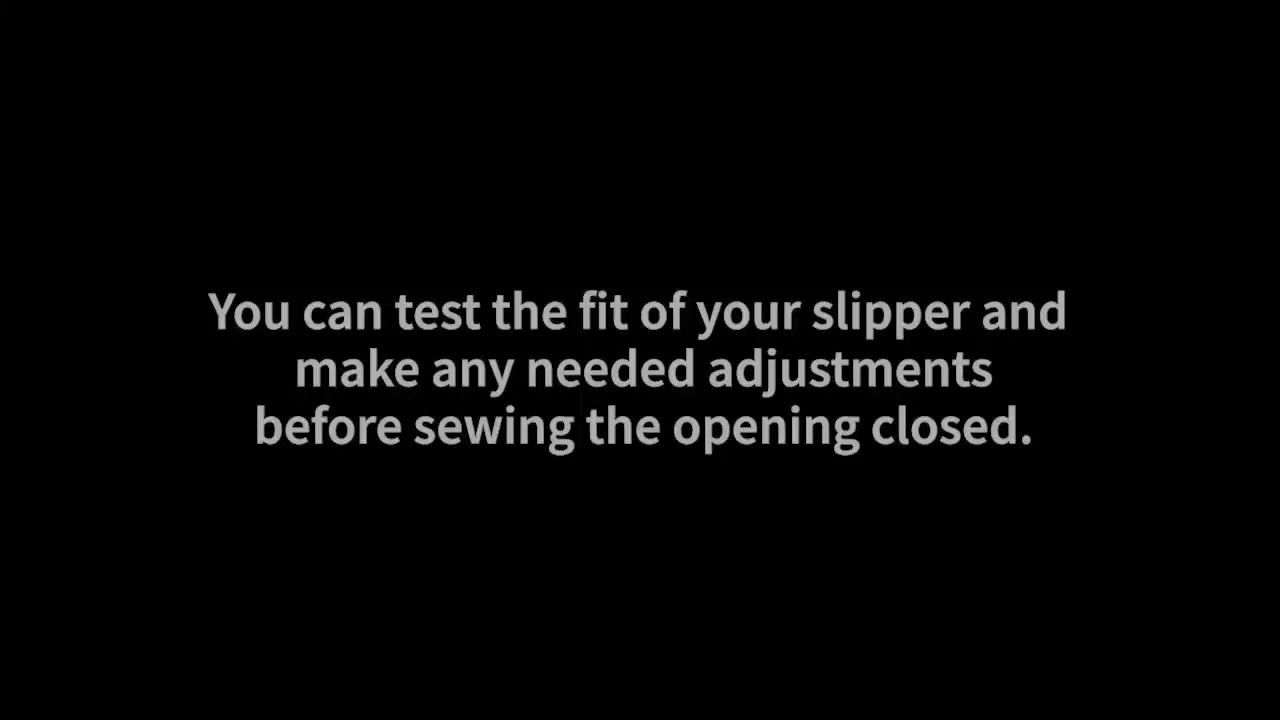 You can test the fit of your slipper and
make any needed adjustments
before sewing the opening closed.